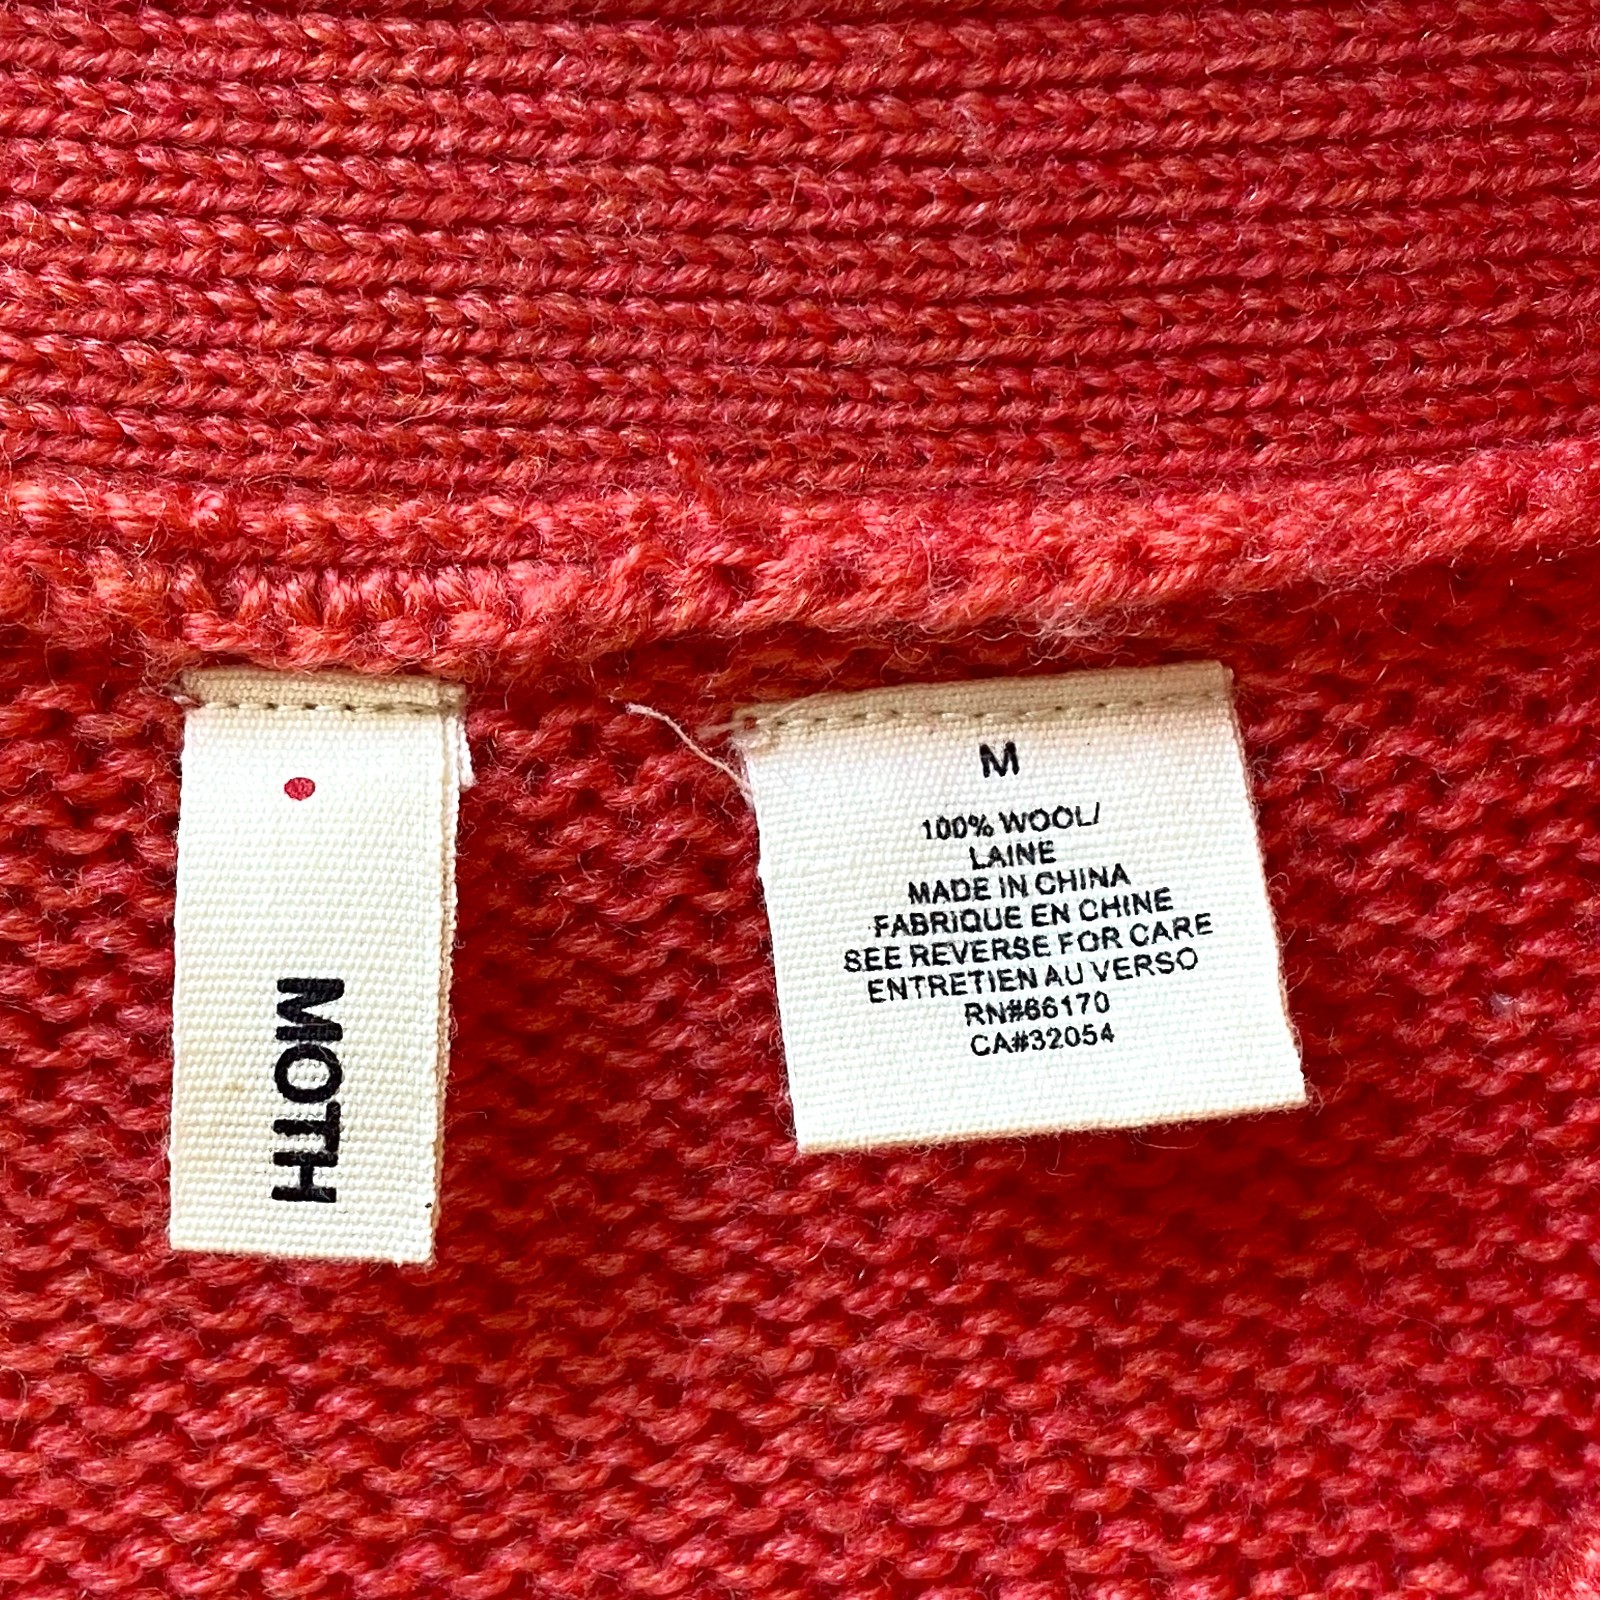 MOTH
M
100% WOOL/
LAINE
MADE IN CHINA
FABRIQUE EN CHINE
SEE REVERSE FOR CARE
ENTRETIEN AU VERSO
RN#66170
CA#32054